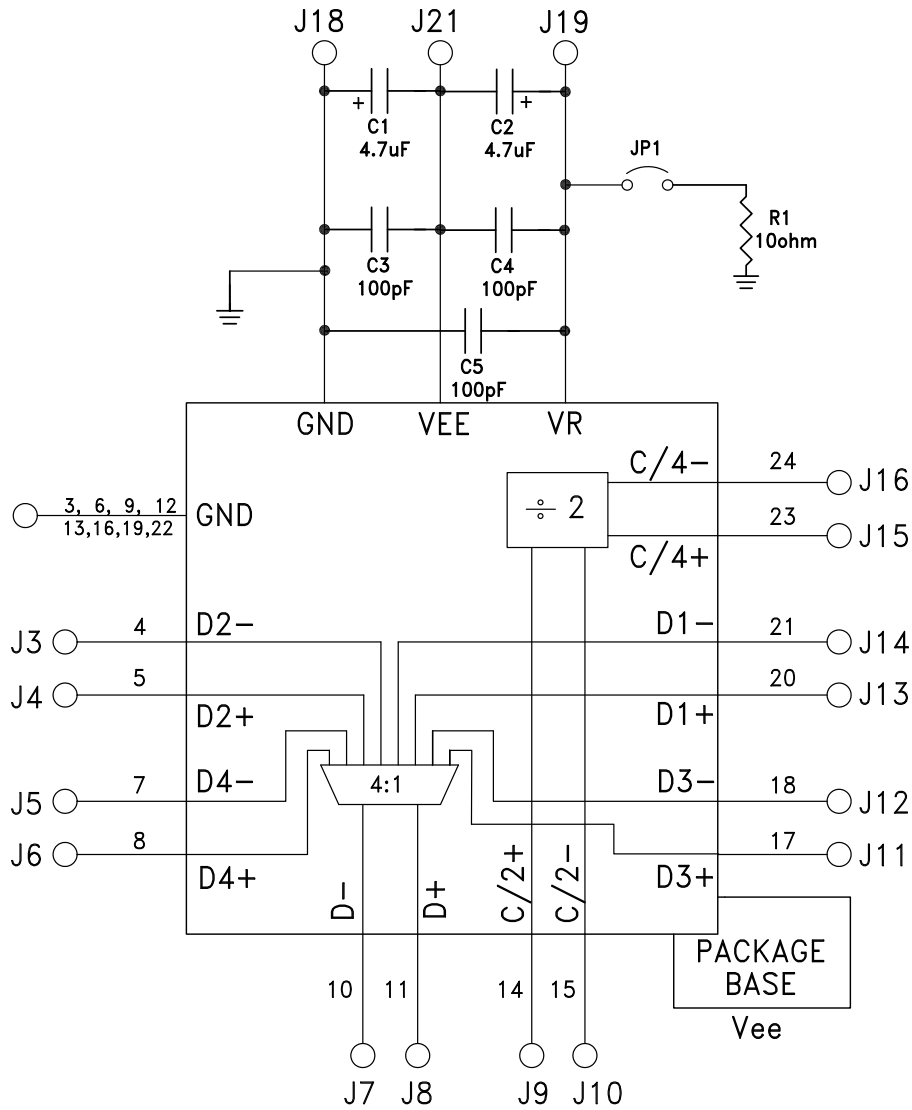 J18 J21 J19
+ +
C1 C2
4.7uF 4.7uF
JP1
R1
10ohm
C3 C4
100pF 100pF
C5
100pF
GND VEE VR
C/4- 24 J16
3, 6, 9, 12 GND
13,16,19,22
÷ 2
23 J15
C/4+
J3 4 D2- D1- 21 J14
J4 5 20 J13
D2+ D1+
4:1
J5 7 D4- D3- 18 J12
J6 8 17 J11
D4+ D3+
D- D+ C/2+ C/2-
PACKAGE
BASE
10 11 14 15
Vee
J7 J8 J9 J10